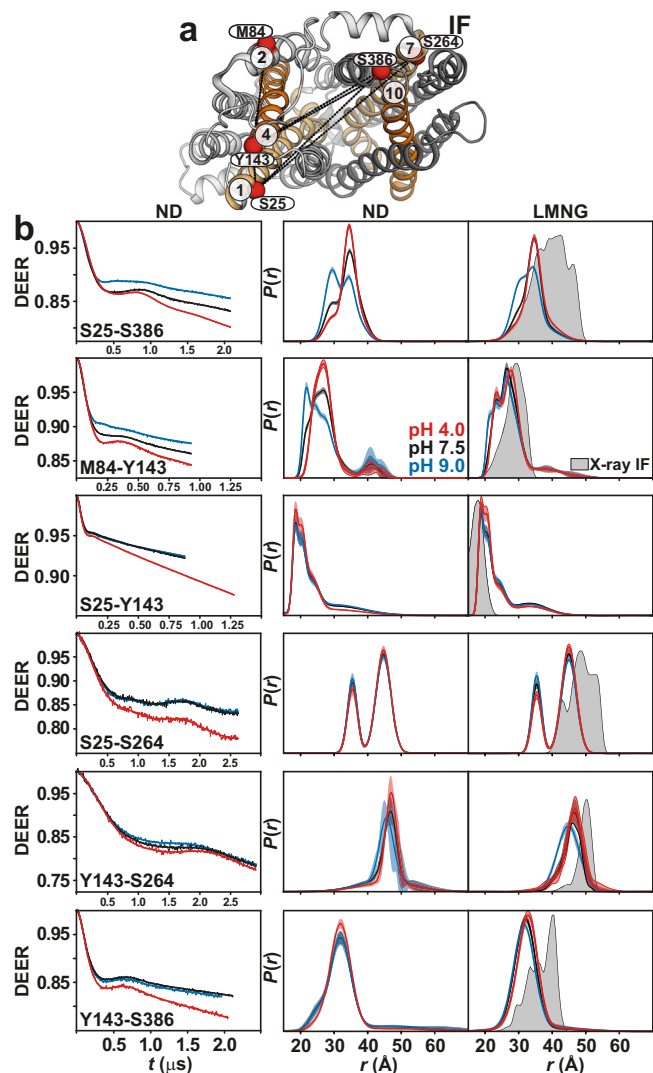 a
IF
M84
2
S386
7
S264
10
4
Y143
1
S25
b
ND
ND
LMNG
DEER
0.95
0.85
S25-S386
0.5
1.0
1.5
2.0
P(r)
DEER
1.00
0.95
0.90
0.85
M84-Y143
0.25
0.50
0.75
1.00
1.25
P(r)
pH 4.0
pH 7.5
pH 9.0
X-ray IF
DEER
0.95
0.90
S25-Y143
0.25
0.50
0.75
1.00
1.25
P(r)
DEER
0.95
0.90
0.85
0.80
S25-S264
0.5
1.0
1.5
2.0
2.5
P(r)
DEER
0.95
0.85
0.75
Y143-S264
0.5
1.0
1.5
2.0
2.5
P(r)
DEER
0.95
0.85
Y143-S386
0.5
1.0
1.5
2.0
P(r)
20 30 40 50 60
20 30 40 50 60
t (μs)
r (Å)
r (Å)